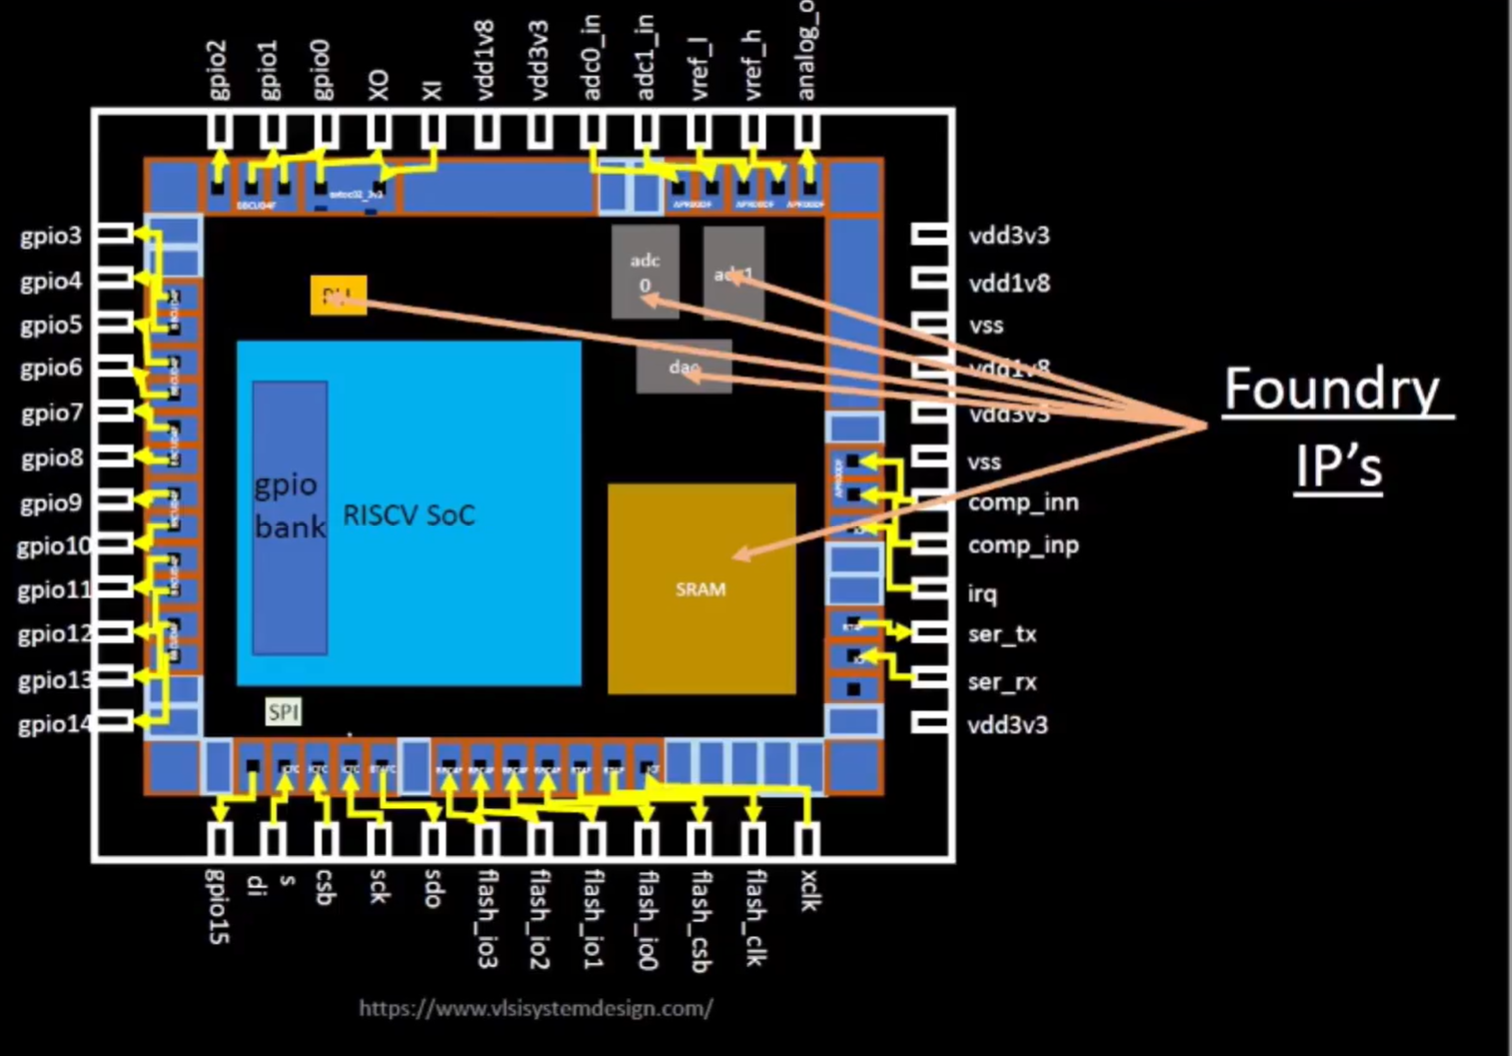 gpio2
gpio1
gpio0
XO
XI
vdd1v8
vdd3v3
adc0_in
adc1_in
vref_l
vref_h
analog_o
gpio3
gpio4
gpio5
gpio6
gpio7
gpio8
gpio9
gpio10
gpio11
gpio12
gpio13
gpio14
adc
0
RISCV SoC
gpio
bank
SRAM
SPI
vdd3v3
vdd1v8
vss
vdd1v8
vdd3v3
vss
comp_inn
comp_inp
irq
ser_tx
ser_rx
vdd3v3
Foundry
IP's
gpio15
di
s
csb
sck
sdo
flash_io3
flash_io2
flash_io1
flash_io0
flash_csb
flash_clk
xclk
https://www.vlsisystemdesign.com/